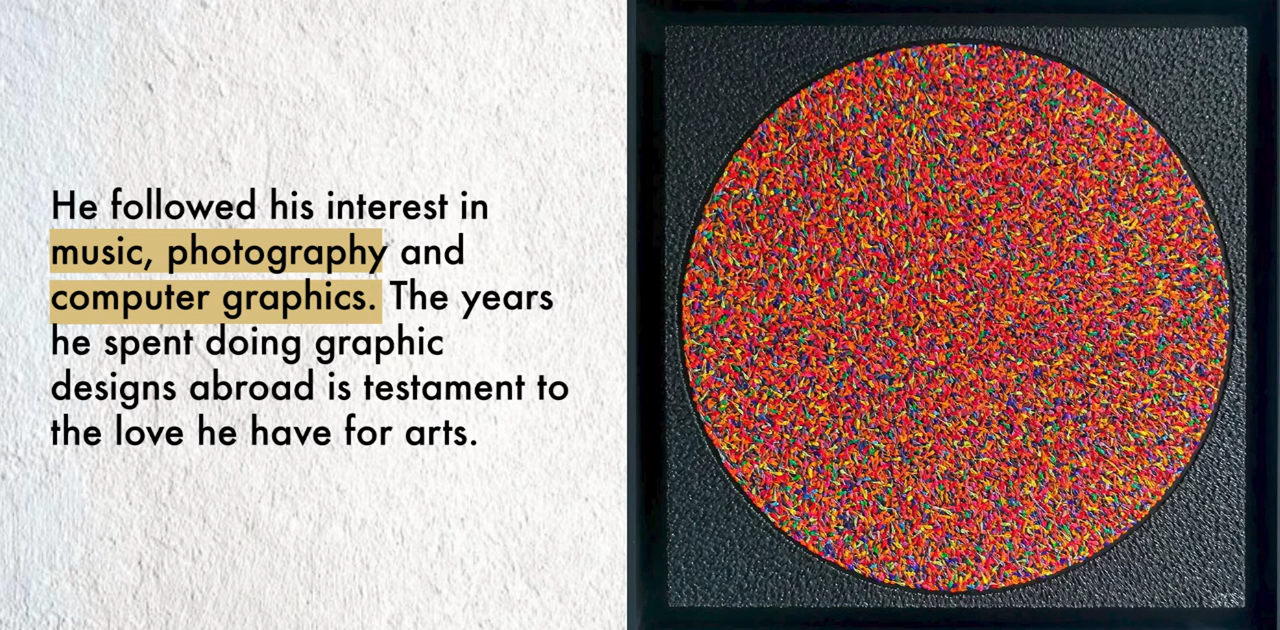 He followed his interest in
music, photography and
computer graphics. The years
he spent doing graphic
designs abroad is testament to
the love he have for arts.